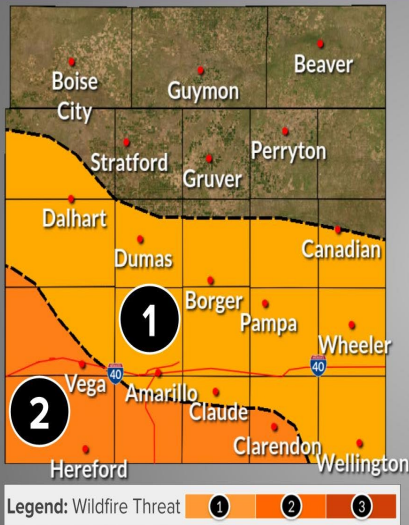 Beaver
Boise
City
Guymon
Perryton
Stratford
Gruver
Dalhart
Canadian
Dumas
Borger
1
Pampa
Wheeler
40
40
Vega
Amarillo
2
Claude
Clarendon
Wellington
Hereford
Legend: Wildfire Threat 1 2 3